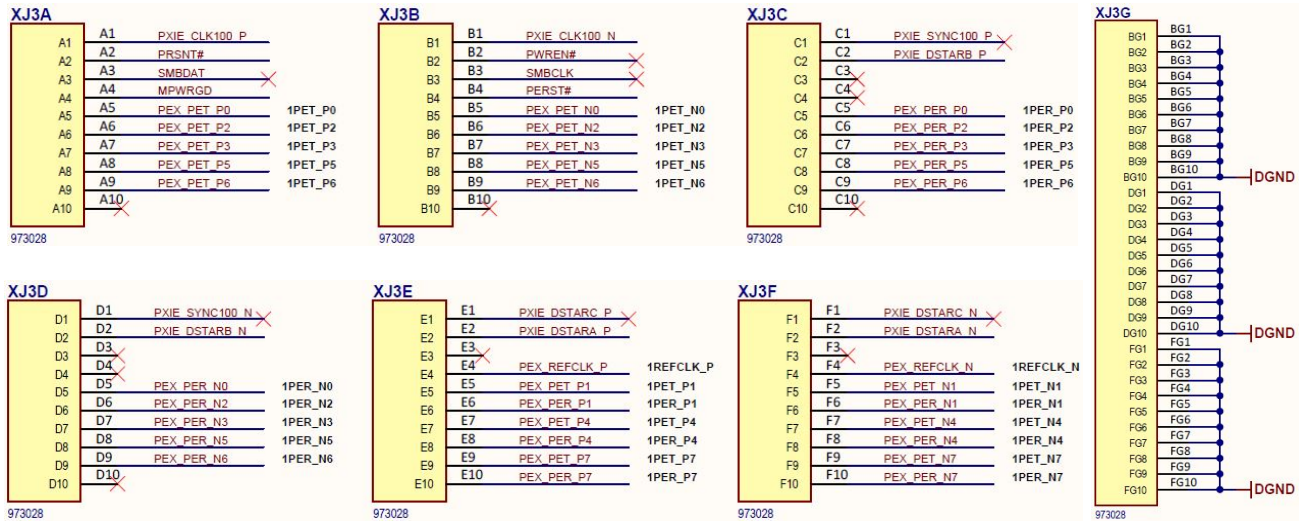 XJ3A
A1 A1 PXIE_CLK100_P
A2 A2 PRSNT#
A3 A3 SMBDAT
A4 A4 MPWRGD
A5 A5 PEX_PET_P0 1PET_P0
A6 A6 PEX_PET_P2 1PET_P2
A7 A7 PEX_PET_P3 1PET_P3
A8 A8 PEX_PET_P5 1PET_P5
A9 A9 PEX_PET_P6 1PET_P6
A10 A10
973028
XJ3B
B1 B1 PXIE_CLK100_N
B2 B2 PWREN#
B3 B3 SMBCLK
B4 B4 PERST#
B5 B5 PEX_PET_N0 1PET_N0
B6 B6 PEX_PET_N2 1PET_N2
B7 B7 PEX_PET_N3 1PET_N3
B8 B8 PEX_PET_N5 1PET_N5
B9 B9 PEX_PET_N6 1PET_N6
B10 B10
973028
XJ3C
C1 C1 PXIE_SYNC100_P
C2 C2 PXIE_DSTARB_P
C3 C3
C4 C4
C5 C5 PEX_PER_P0 1PER_P0
C6 C6 PEX_PER_P2 1PER_P2
C7 C7 PEX_PER_P3 1PER_P3
C8 C8 PEX_PER_P5 1PER_P5
C9 C9 PEX_PER_P6 1PER_P6
C10 C10
973028
XJ3D
D1 D1 PXIE_SYNC100_N
D2 D2 PXIE_DSTARB_N
D3 D3
D4 D4
D5 D5 PEX_PER_N0 1PER_N0
D6 D6 PEX_PER_N2 1PER_N2
D7 D7 PEX_PER_N3 1PER_N3
D8 D8 PEX_PER_N5 1PER_N5
D9 D9 PEX_PER_N6 1PER_N6
D10 D10
973028
XJ3E
E1 E1 PXIE_DSTARC_P
E2 E2 PXIE_DSTARA_P
E3 E3
E4 E4 PEX_REFCLK_P 1REFCLK_P
E5 E5 PEX_PET_P1 1PET_P1
E6 E6 PEX_PER_P1 1PER_P1
E7 E7 PEX_PET_P4 1PET_P4
E8 E8 PEX_PER_P4 1PER_P4
E9 E9 PEX_PET_P7 1PET_P7
E10 E10 PEX_PER_P7 1PER_P7
973028
XJ3F
F1 F1 PXIE_DSTARC_N
F2 F2 PXIE_DSTARA_N
F3 F3
F4 F4 PEX_REFCLK_N 1REFCLK_N
F5 F5 PEX_PET_N1 1PET_N1
F6 F6 PEX_PER_N1 1PER_N1
F7 F7 PEX_PET_N4 1PET_N4
F8 F8 PEX_PER_N4 1PER_N4
F9 F9 PEX_PET_N7 1PET_N7
F10 F10 PEX_PER_N7 1PER_N7
973028
XJ3G
BG1 BG1
BG2 BG2
BG3 BG3
BG4 BG4
BG5 BG5
BG6 BG6
BG7 BG7
BG8 BG8
BG9 BG9
BG10 BG10 DGND
DG1 DG1
DG2 DG2
DG3 DG3
DG4 DG4
DG5 DG5
DG6 DG6
DG7 DG7
DG8 DG8
DG9 DG9
DG10 DG10 DGND
FG1 FG1
FG2 FG2
FG3 FG3
FG4 FG4
FG5 FG5
FG6 FG6
FG7 FG7
FG8 FG8
FG9 FG9
FG10 FG10 DGND
973028